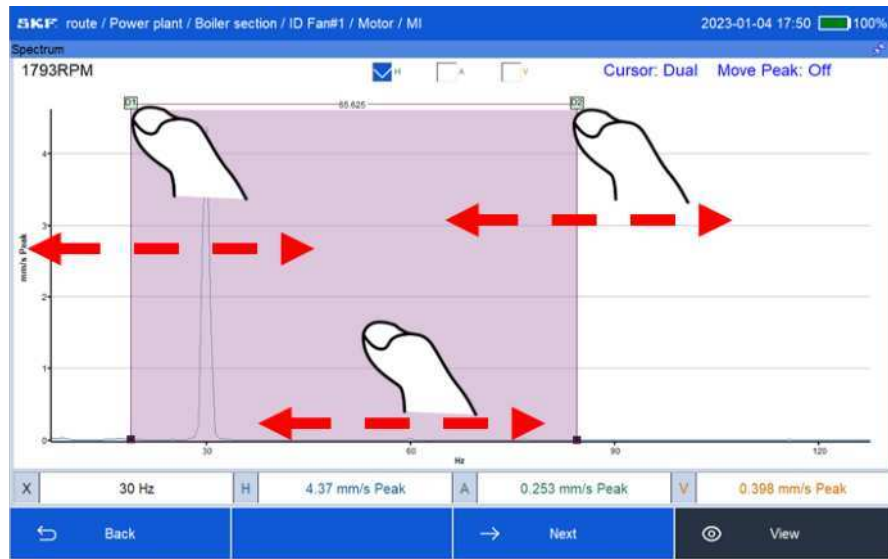 SKF route / Power plant / Boiler section / ID Fan#1 / Motor / MI 2023-01-04 17:50 100%
Spectrum
1793RPM H A V Cursor: Dual Move Peak: Off
D1 65.625 D2
4
3
2
1
0
mm/s Peak
30 60 90 120
Hz
X 30 Hz H 4.37 mm/s Peak A 0.253 mm/s Peak V 0.398 mm/s Peak
Back Next View